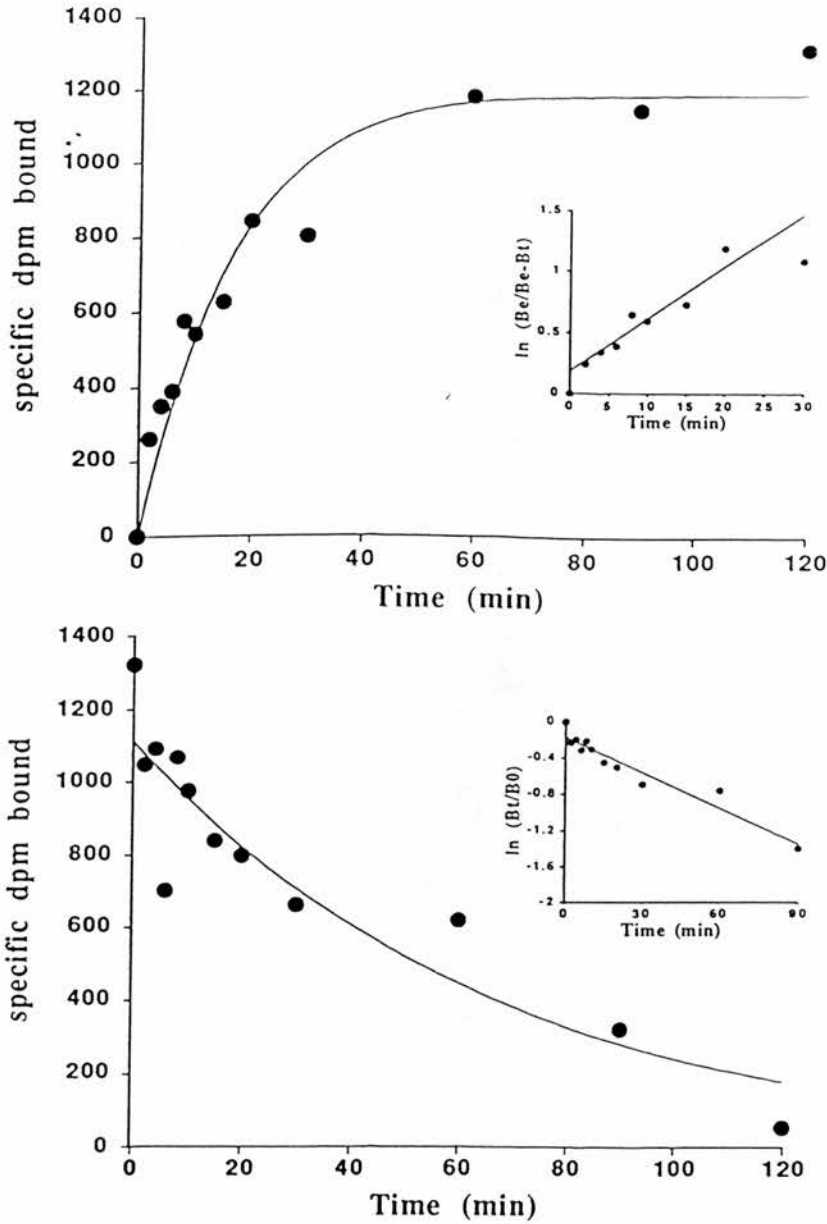 1400
1200
1000
800
600
400
200
0
specific dpm bound
0 20 40 60 80 100 120
Time (min)
1.5
1
0.5
0
ln (Be/Be-Bt)
0 5 10 15 20 25 30
Time (min)
1400
1200
1000
800
600
400
200
0
specific dpm bound
0 20 40 60 80 100 120
Time (min)
0
-0.4
-0.8
-1.2
-1.6
-2
ln (Bt/B0)
0 30 60 90
Time (min)